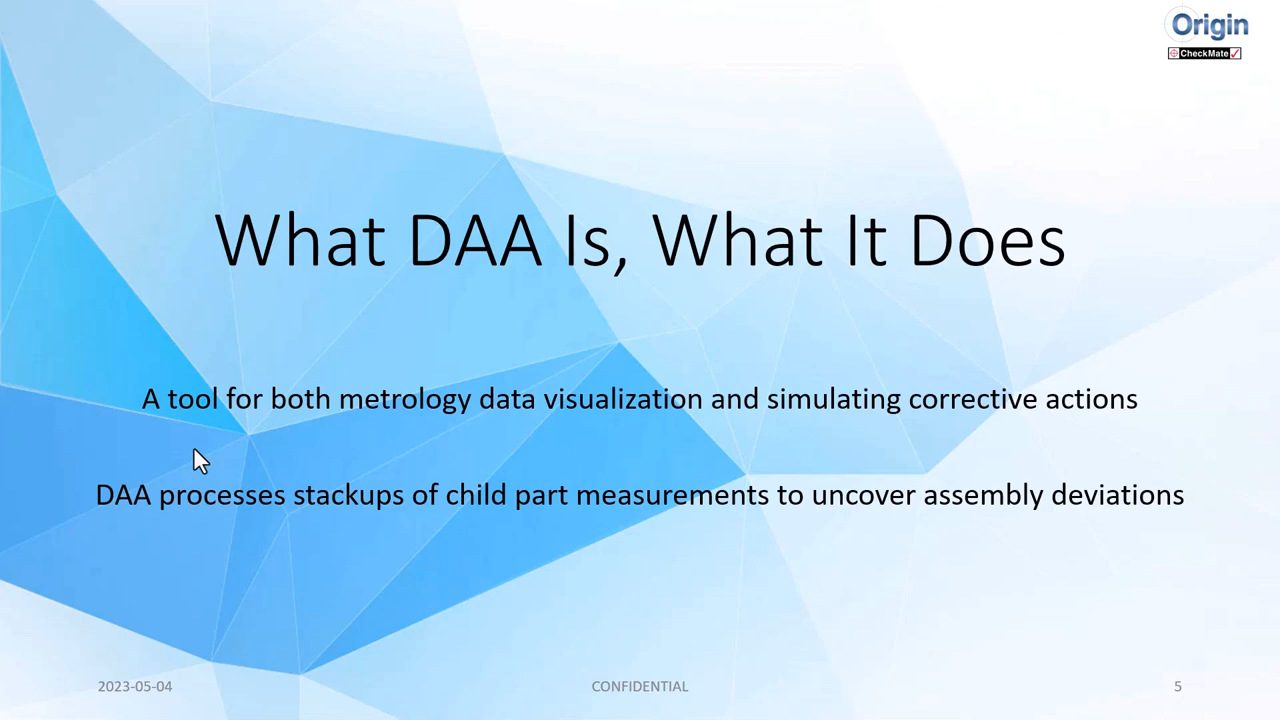 Origin
CheckMate
What DAA Is, What It Does
A tool for both metrology data visualization and simulating corrective actions
DAA processes stackups of child part measurements to uncover assembly deviations
2023-05-04
CONFIDENTIAL
5